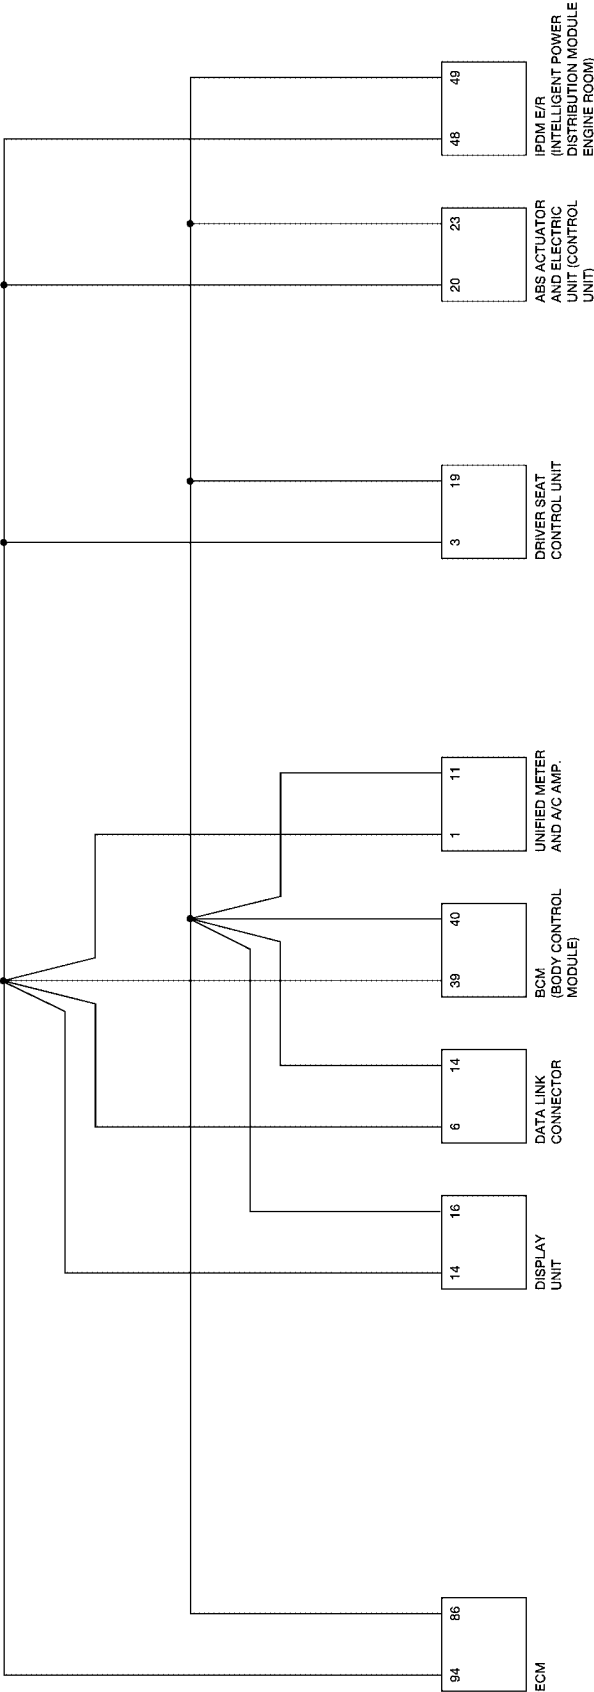 94
86
ECM
14
16
DISPLAY
UNIT
6
14
DATA LINK
CONNECTOR
39
40
BCM
(BODY CONTROL
MODULE)
1
11
UNIFIED METER
AND A/C AMP.
3
19
DRIVER SEAT
CONTROL UNIT
20
23
ABS ACTUATOR
AND ELECTRIC
UNIT (CONTROL
UNIT)
48
49
IPDM E/R
(INTELLIGENT POWER
DISTRIBUTION MODULE
ENGINE ROOM)